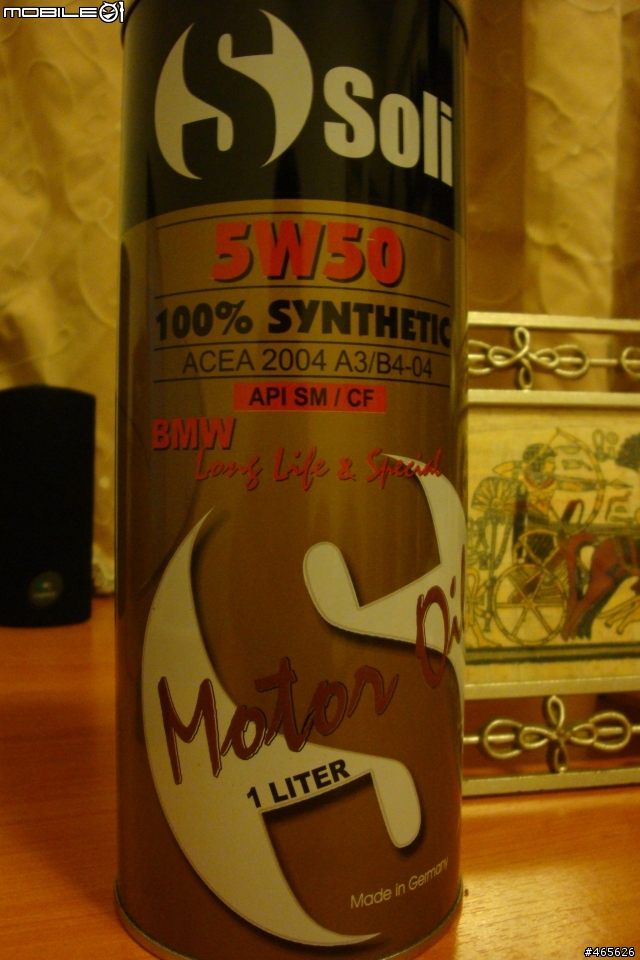 MOBILE01
Soli
5W50
100% SYNTHETIC
ACEA 2004 A3/B4-04
API SM / CF
BMW
Long Life & Special
Motor Oil
1 LITER
Made in Germany
#465626